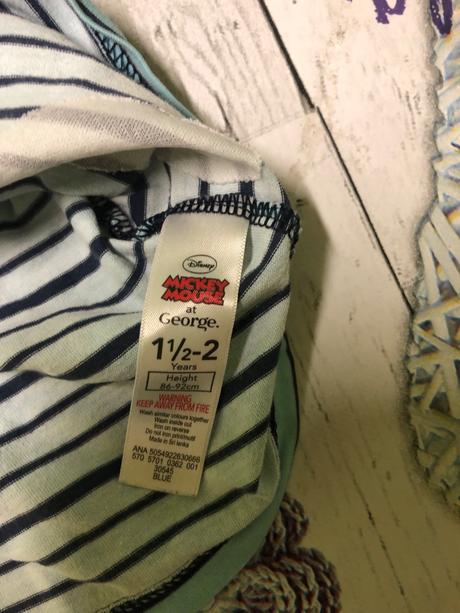 Disney
MICKEY
MOUSE
at
George.
1½-2
Years
Height
86-92cm
WARNING
KEEP AWAY FROM FIRE
Wash similar colours together
Wash inside out
Iron on reverse
Do not iron print/motif
Made in Sri lanka
ANA 5054922630666
570 5701 0362 001
30545
BLUE